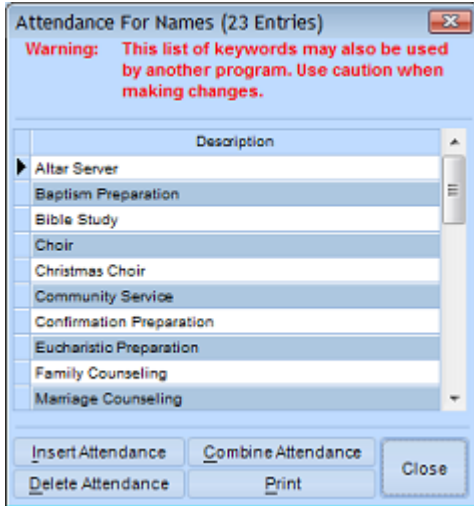 Attendance For Names (23 Entries)
Warning: This list of keywords may also be used
by another program. Use caution when
making changes.
Description
Altar Server
Baptism Preparation
Bible Study
Choir
Christmas Choir
Community Service
Confirmation Preparation
Eucharistic Preparation
Family Counseling
Marriage Counseling
Insert Attendance
Combine Attendance
Close
Delete Attendance
Print